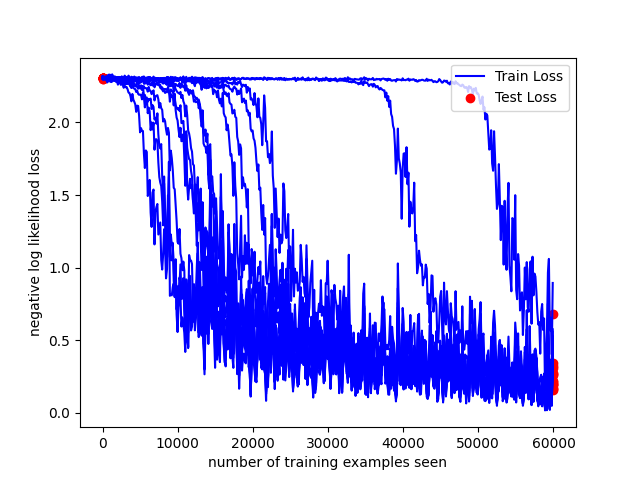 Train Loss
Test Loss
negative log likelihood loss
2.0
1.5
1.0
0.5
0.0
0 10000 20000 30000 40000 50000 60000
number of training examples seen